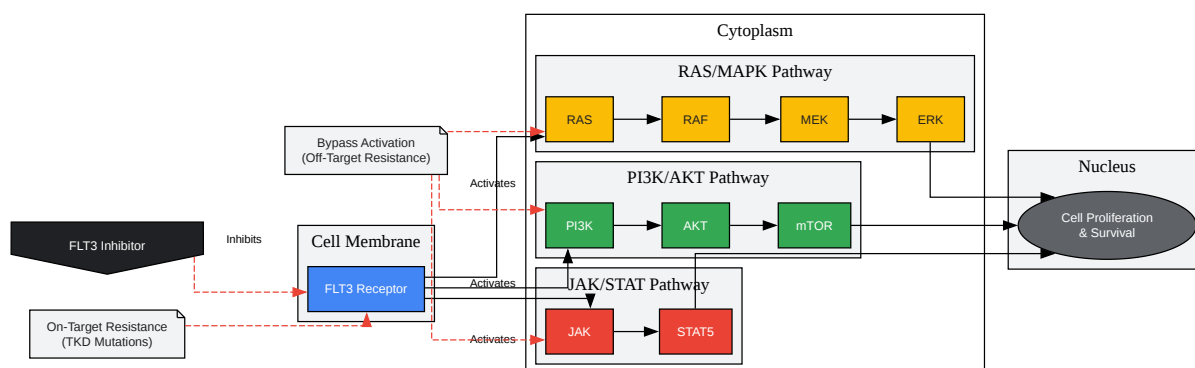 Cytoplasm
RAS/MAPK Pathway
RAS
RAF
MEK
ERK
Bypass Activation
(Off-Target Resistance)
Activates
PI3K/AKT Pathway
PI3K
AKT
mTOR
Nucleus
Cell Proliferation
& Survival
FLT3 Inhibitor
Inhibits
Cell Membrane
FLT3 Receptor
Activates
JAK/STAT Pathway
JAK
STAT5
Activates
On-Target Resistance
(TKD Mutations)